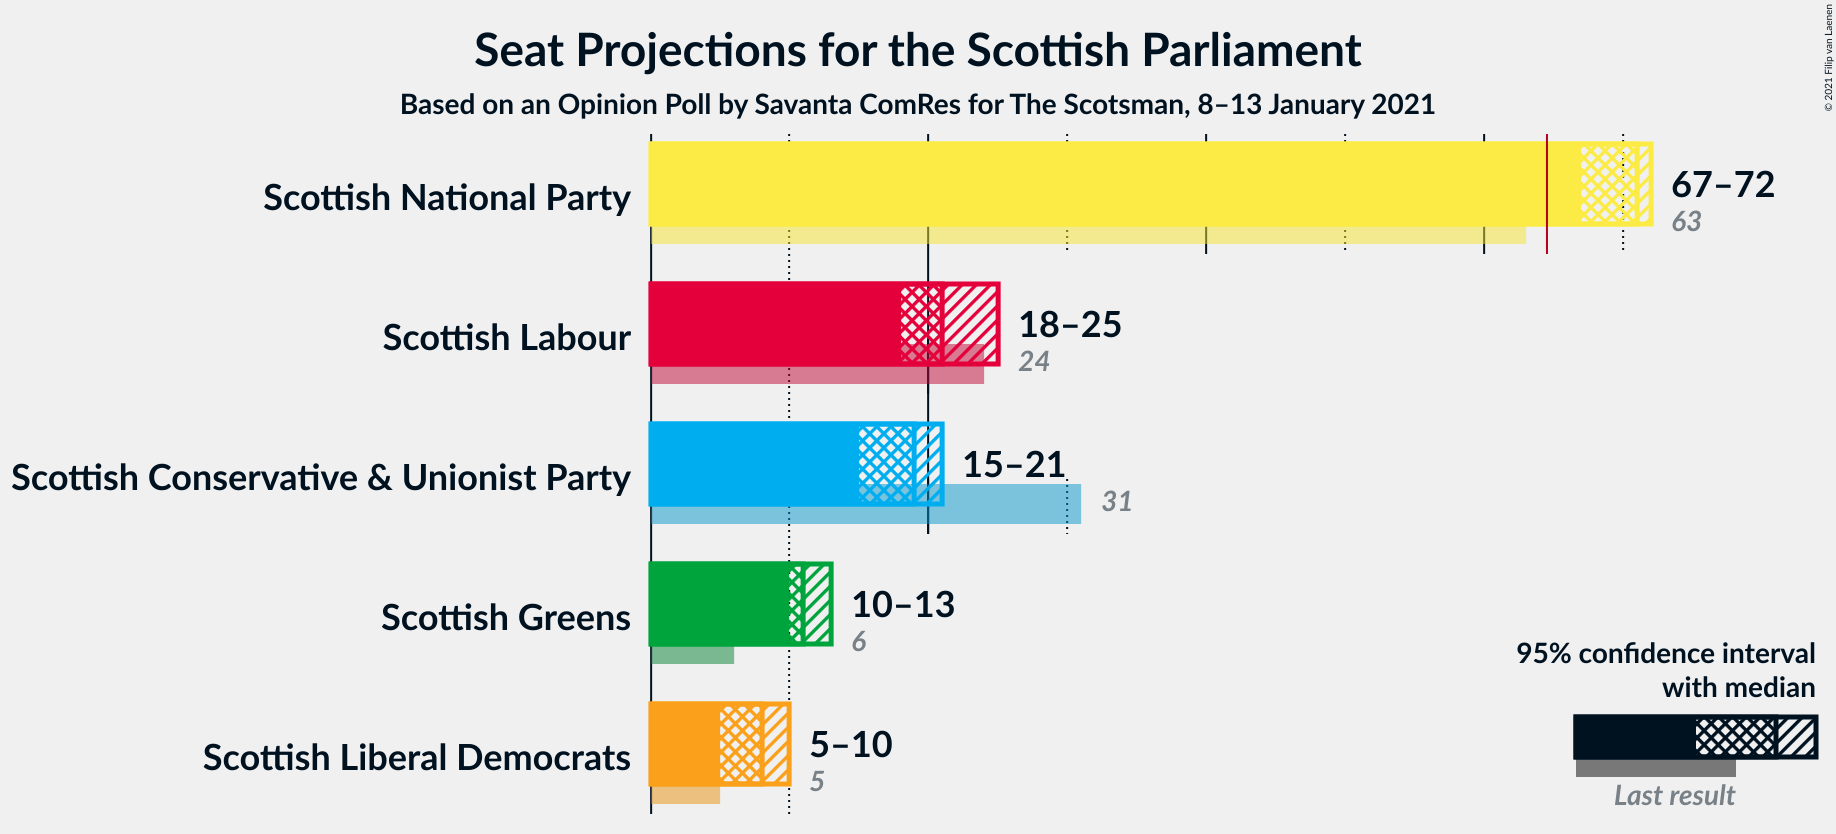 Seat Projections for the Scottish Parliament
Based on an Opinion Poll by Savanta ComRes for The Scotsman, 8–13 January 2021
© 2021 Filip van Laenen
Scottish National Party
67–72
63
Scottish Labour
18–25
24
Scottish Conservative & Unionist Party
15–21
31
Scottish Greens
10–13
6
Scottish Liberal Democrats
5–10
5
95% confidence interval
with median
Last result